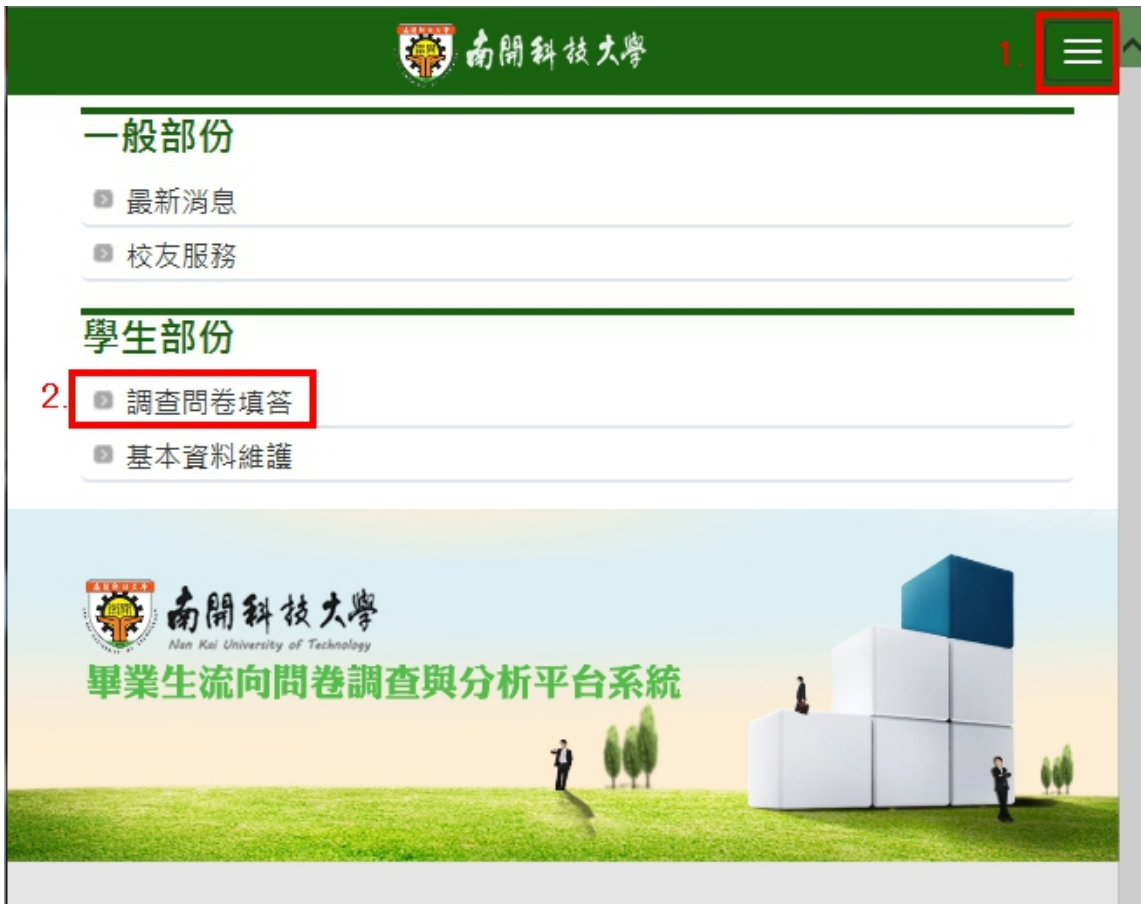 南開科技大學
1.
一般部份
最新消息
校友服務
學生部份
2.
調查問卷填答
基本資料維護
南開科技大學
Nan Kai University of Technology
畢業生流向問卷調查與分析平台系統